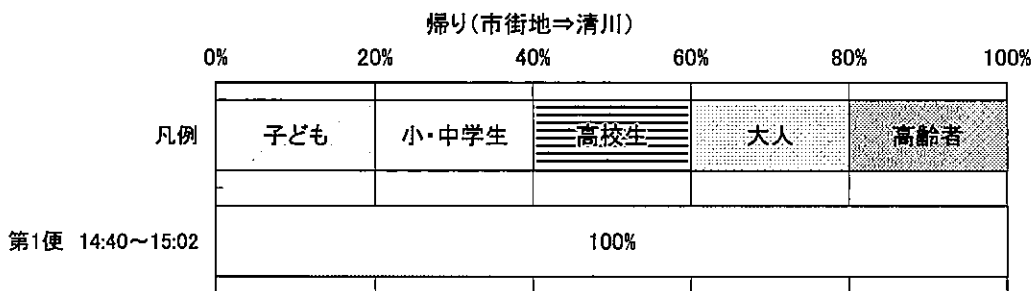 帰り(市街地⇒清川)
0% 20% 40% 60% 80% 100%
凡例 子ども 小・中学生 高校生 大人 高齢者
第1便 14:40~15:02 100%